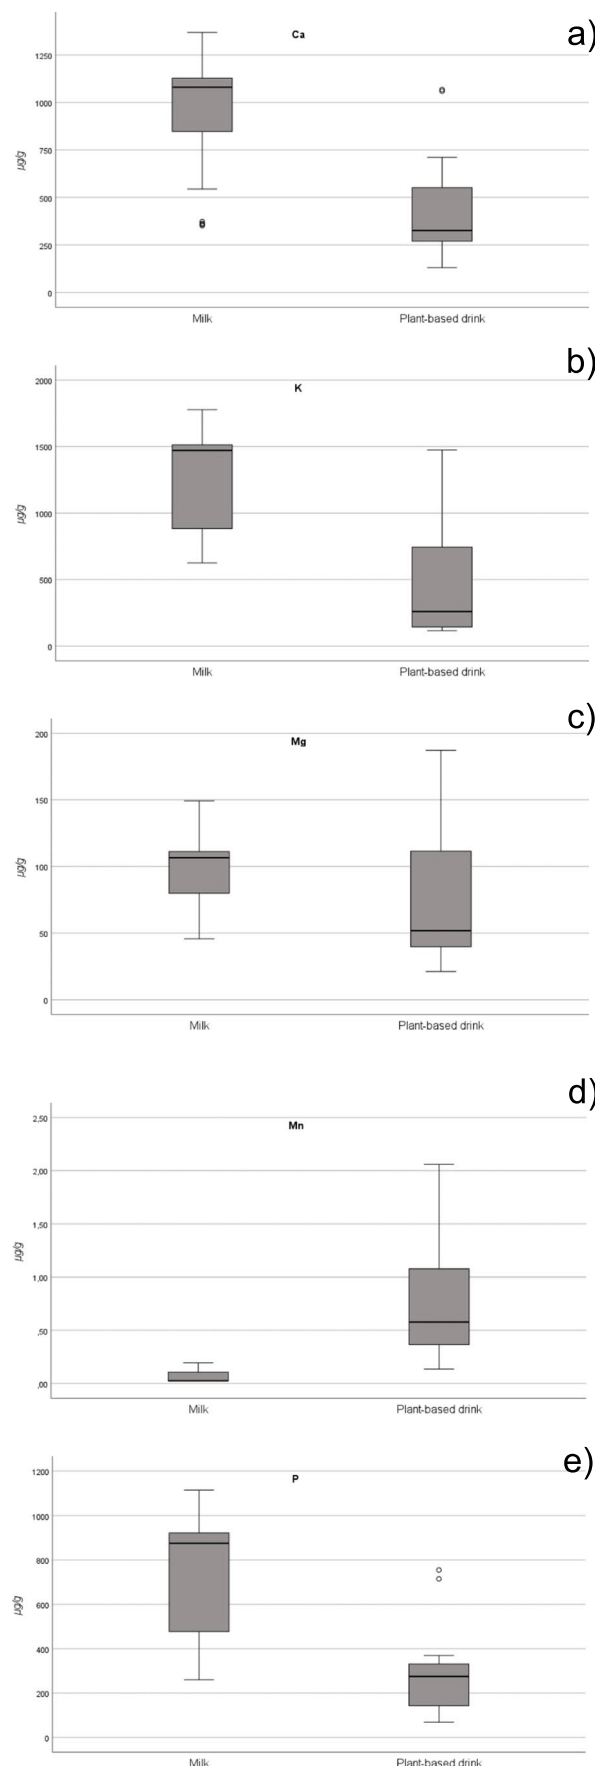 a)
Ca
1250
1000
750
500
250
0
µg/g
Milk Plant-based drink
b)
K
2000
1500
1000
500
0
µg/g
Milk Plant-based drink
c)
Mg
200
150
100
50
0
µg/g
Milk Plant-based drink
d)
Mn
2,50
2,00
1,50
1,00
,50
,00
µg/g
Milk Plant-based drink
e)
P
1200
1000
800
600
400
200
0
µg/g
Milk Plant-based drink